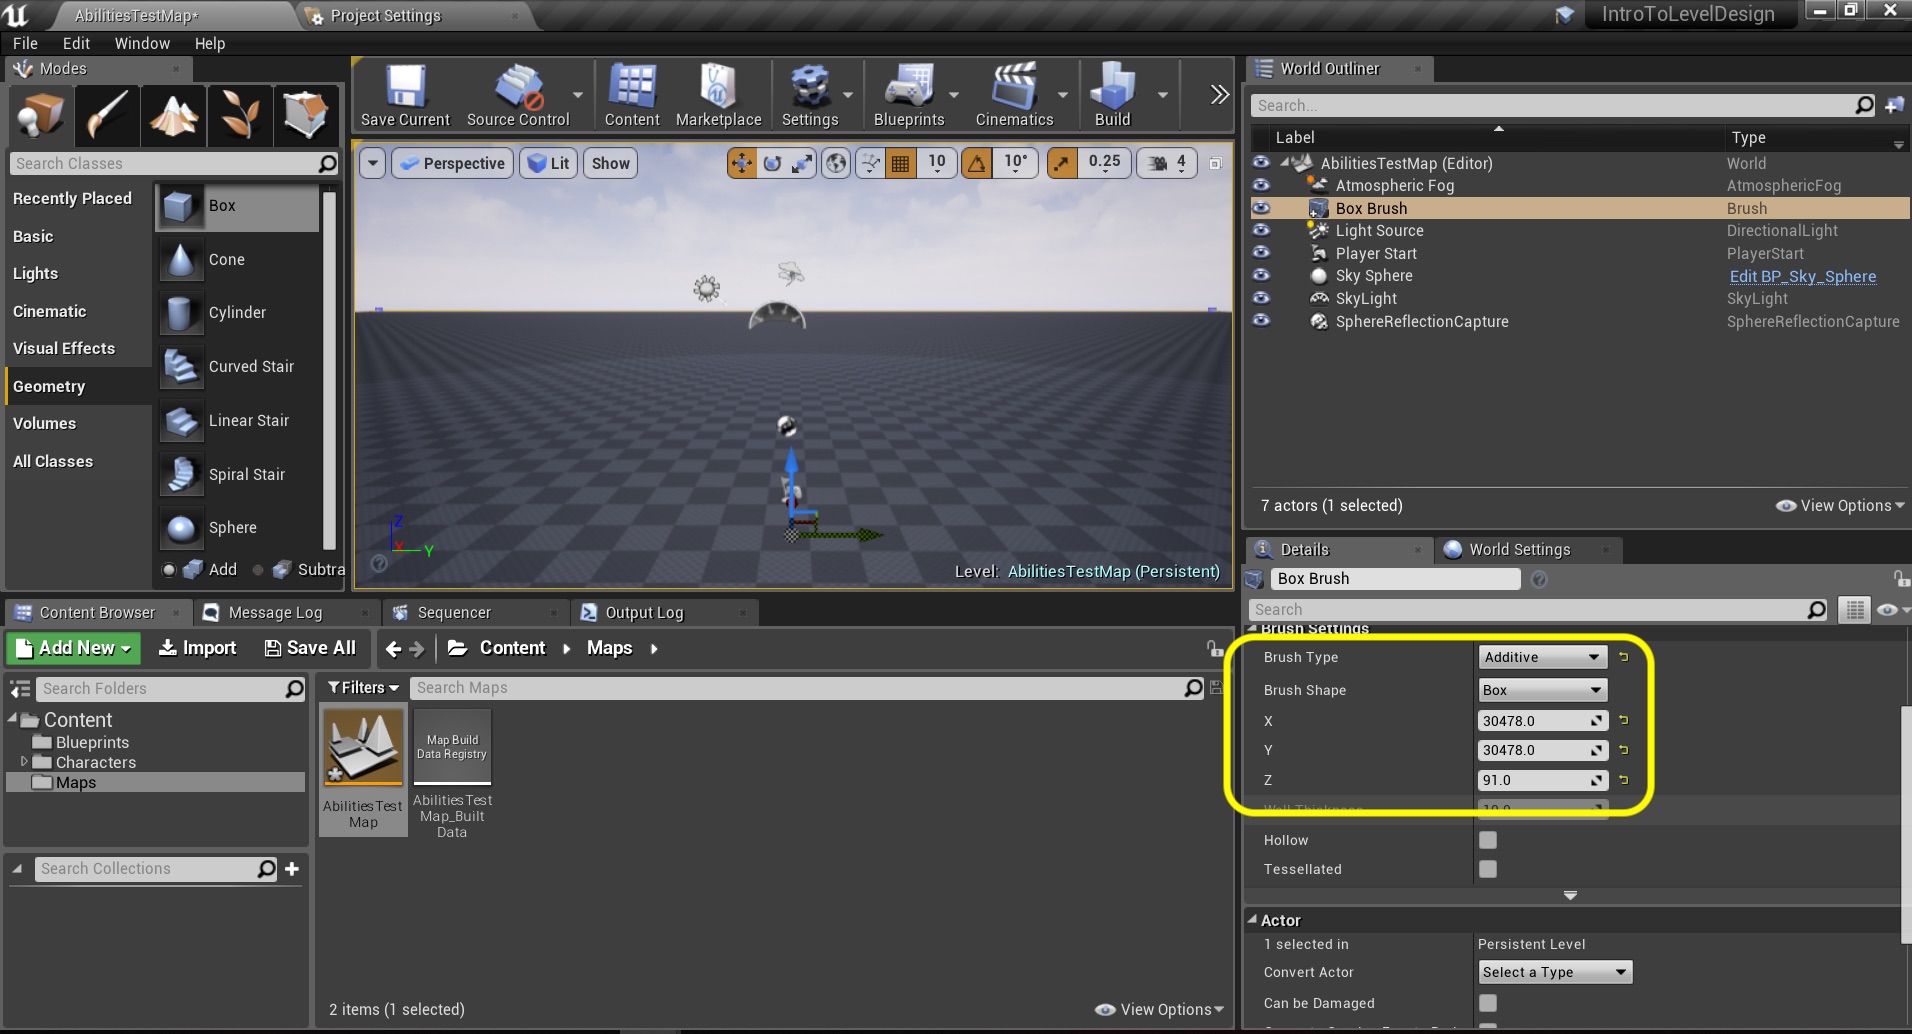 AbilitiesTestMap*
Project Settings
IntroToLevelDesign
File Edit Window Help
Modes
Save Current
Source Control
Content
Marketplace
Settings
Blueprints
Cinematics
Build
Search Classes
Recently Placed
Basic
Lights
Cinematic
Visual Effects
Geometry
Volumes
All Classes
Box
Cone
Cylinder
Curved Stair
Linear Stair
Spiral Stair
Sphere
Add
Subtra
Perspective
Lit
Show
10
10°
0.25
4
Z
X
Y
Level: AbilitiesTestMap (Persistent)
World Outliner
Search...
Label Type
AbilitiesTestMap (Editor) World
Atmospheric Fog AtmosphericFog
Box Brush Brush
Light Source DirectionalLight
Player Start PlayerStart
Sky Sphere Edit BP_Sky_Sphere
SkyLight SkyLight
SphereReflectionCapture SphereReflectionCapture
7 actors (1 selected)
View Options
Details
World Settings
Box Brush
Search
Brush Settings
Brush Type Additive
Brush Shape Box
X 30478.0
Y 30478.0
Z 91.0
Wall Thickness 10.0
Hollow
Tessellated
Actor
1 selected in Persistent Level
Convert Actor Select a Type
Can be Damaged
Content Browser
Message Log
Sequencer
Output Log
Add New
Import
Save All
Content
Maps
Search Folders
Content
Blueprints
Characters
Maps
Search Collections
Filters
Search Maps
AbilitiesTest
Map
Map Build
Data Registry
AbilitiesTest
Map_Built
Data
2 items (1 selected)
View Options